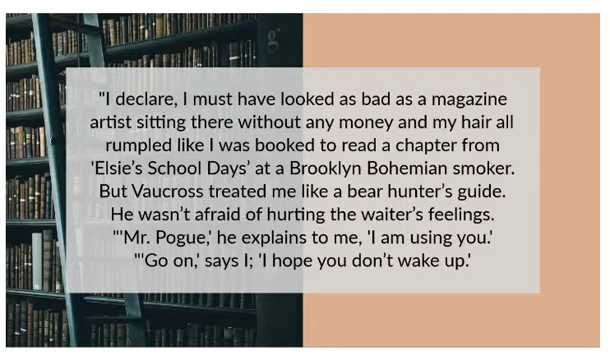 "I declare, I must have looked as bad as a magazine
artist sitting there without any money and my hair all
rumpled like I was booked to read a chapter from
'Elsie’s School Days’ at a Brooklyn Bohemian smoker.
But Vaucross treated me like a bear hunter’s guide.
He wasn’t afraid of hurting the waiter’s feelings.
"'Mr. Pogue,' he explains to me, 'I am using you.'
"'Go on,' says I; 'I hope you don’t wake up.'